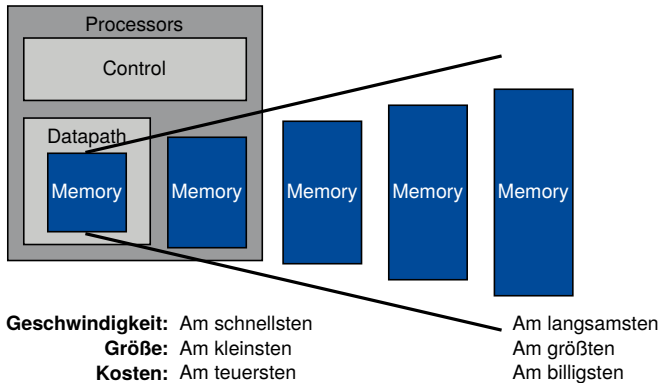 Processors
Control
Datapath
Memory
Memory
Memory
Memory
Memory
Geschwindigkeit: Am schnellsten Am langsamsten
Größe: Am kleinsten Am größten
Kosten: Am teuersten Am billigsten